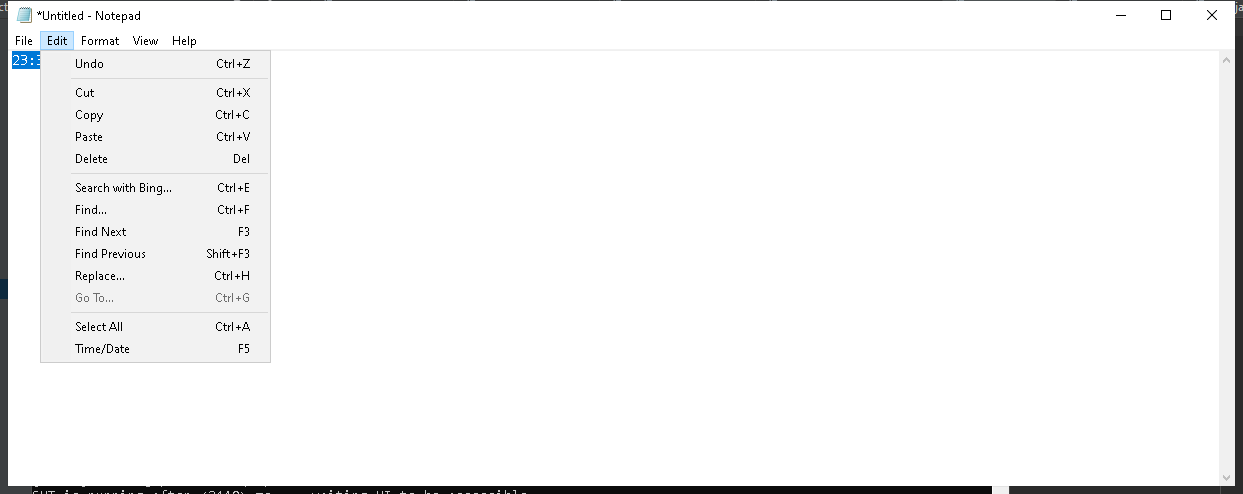 *Untitled - Notepad
File Edit Format View Help
Undo Ctrl+Z
Cut Ctrl+X
Copy Ctrl+C
Paste Ctrl+V
Delete Del
Search with Bing... Ctrl+E
Find... Ctrl+F
Find Next F3
Find Previous Shift+F3
Replace... Ctrl+H
Go To... Ctrl+G
Select All Ctrl+A
Time/Date F5